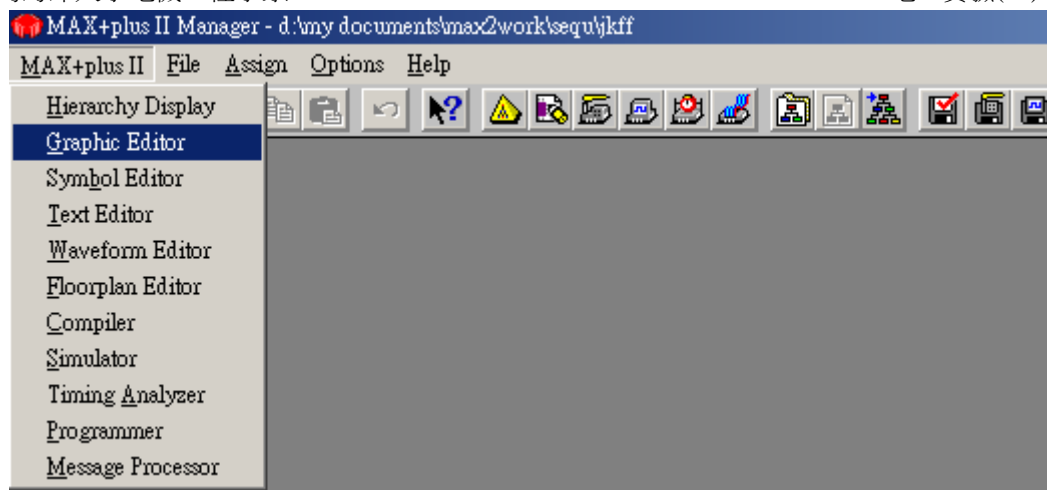 MAX+plus II Manager - d:\my documents\max2work\sequ\jkff
MAX+plus II File Assign Options Help
Hierarchy Display
Graphic Editor
Symbol Editor
Text Editor
Waveform Editor
Floorplan Editor
Compiler
Simulator
Timing Analyzer
Programmer
Message Processor